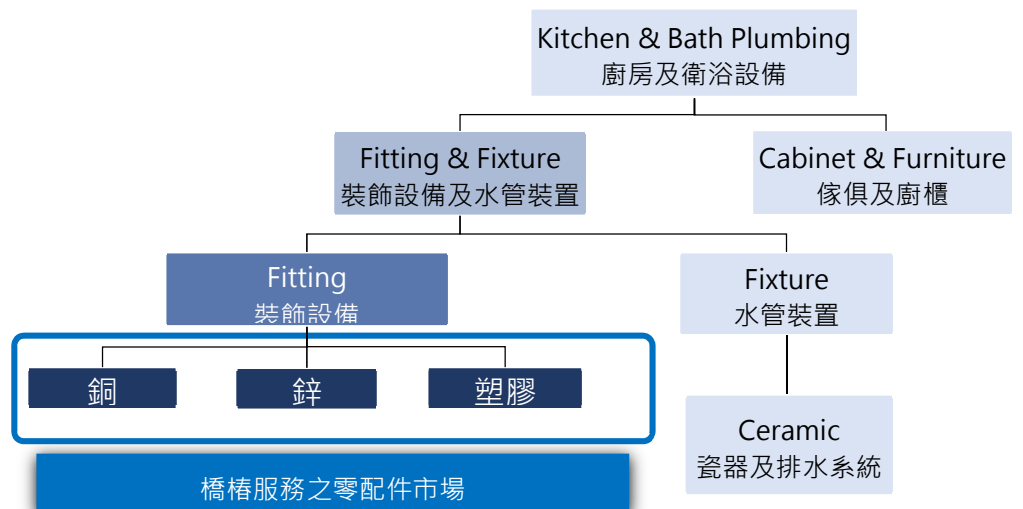 Kitchen & Bath Plumbing
廚房及衛浴設備
Fitting & Fixture
裝飾設備及水管裝置
Cabinet & Furniture
傢俱及廚櫃
Fitting
裝飾設備
Fixture
水管裝置
銅
鋅
塑膠
Ceramic
瓷器及排水系統
橋椿服務之零配件市場